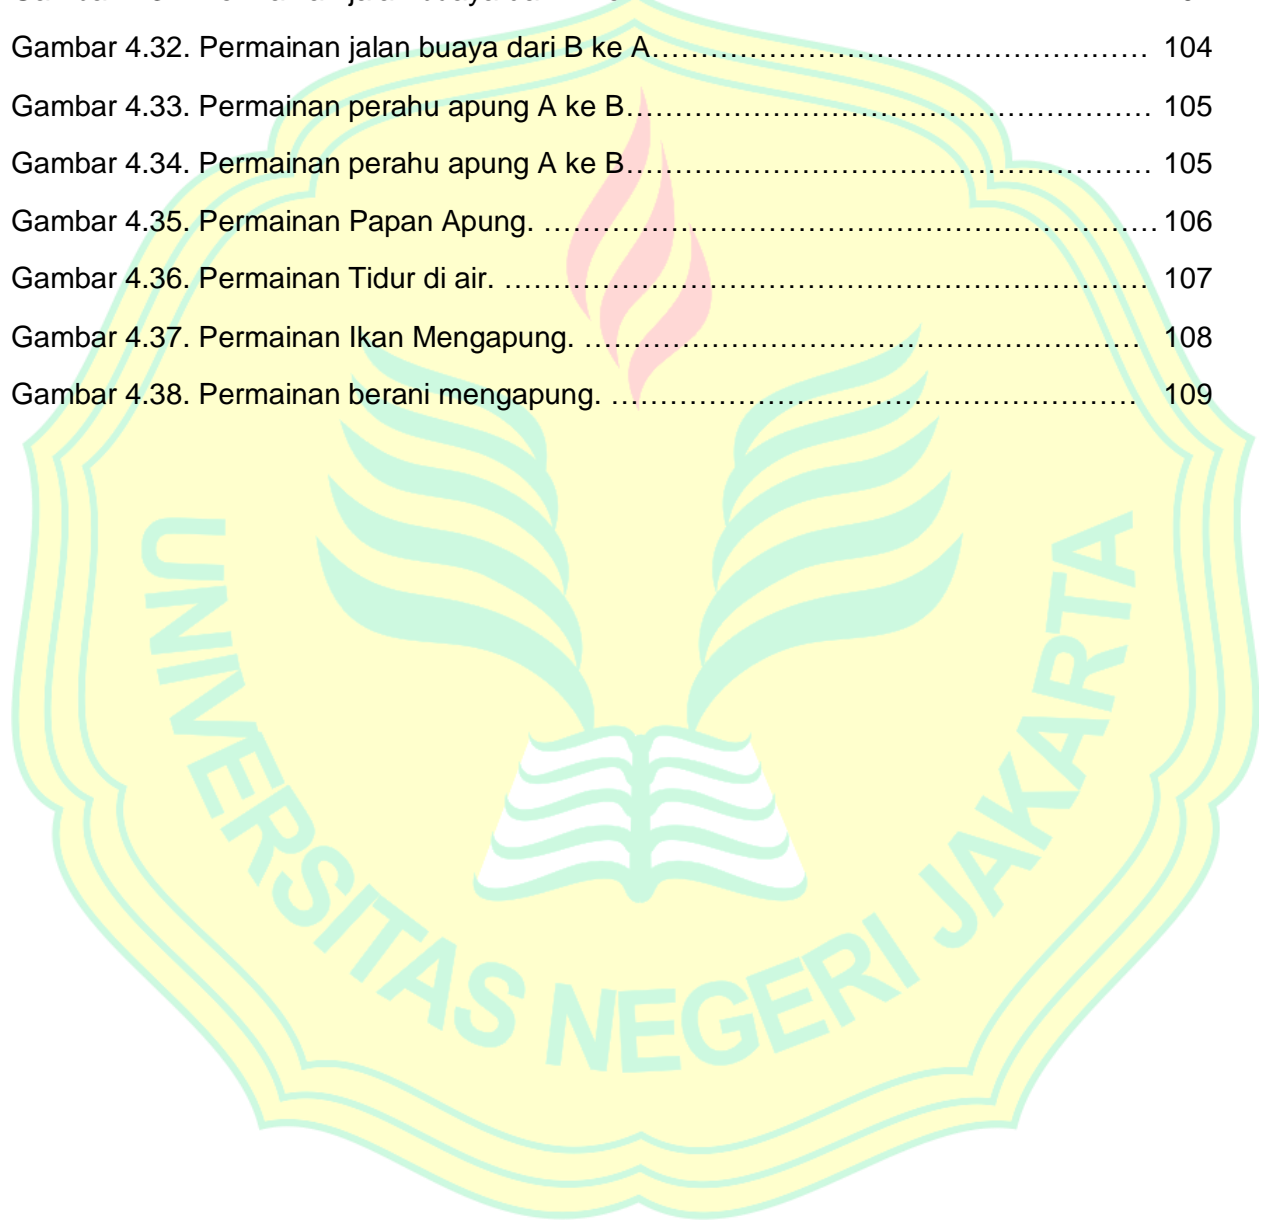 Gambar 4.32. Permainan jalan buaya dari B ke A…………………………………………… 104
Gambar 4.33. Permainan perahu apung A ke B……………………………………………… 105
Gambar 4.34. Permainan perahu apung A ke B……………………………………………… 105
Gambar 4.35. Permainan Papan Apung. ……………………………………………………… 106
Gambar 4.36. Permainan Tidur di air. ………………………………………………………… 107
Gambar 4.37. Permainan Ikan Mengapung. ………………………………………………… 108
Gambar 4.38. Permainan berani mengapung. ……………………………………………… 109
UNIVERSITAS NEGERI JAKARTA